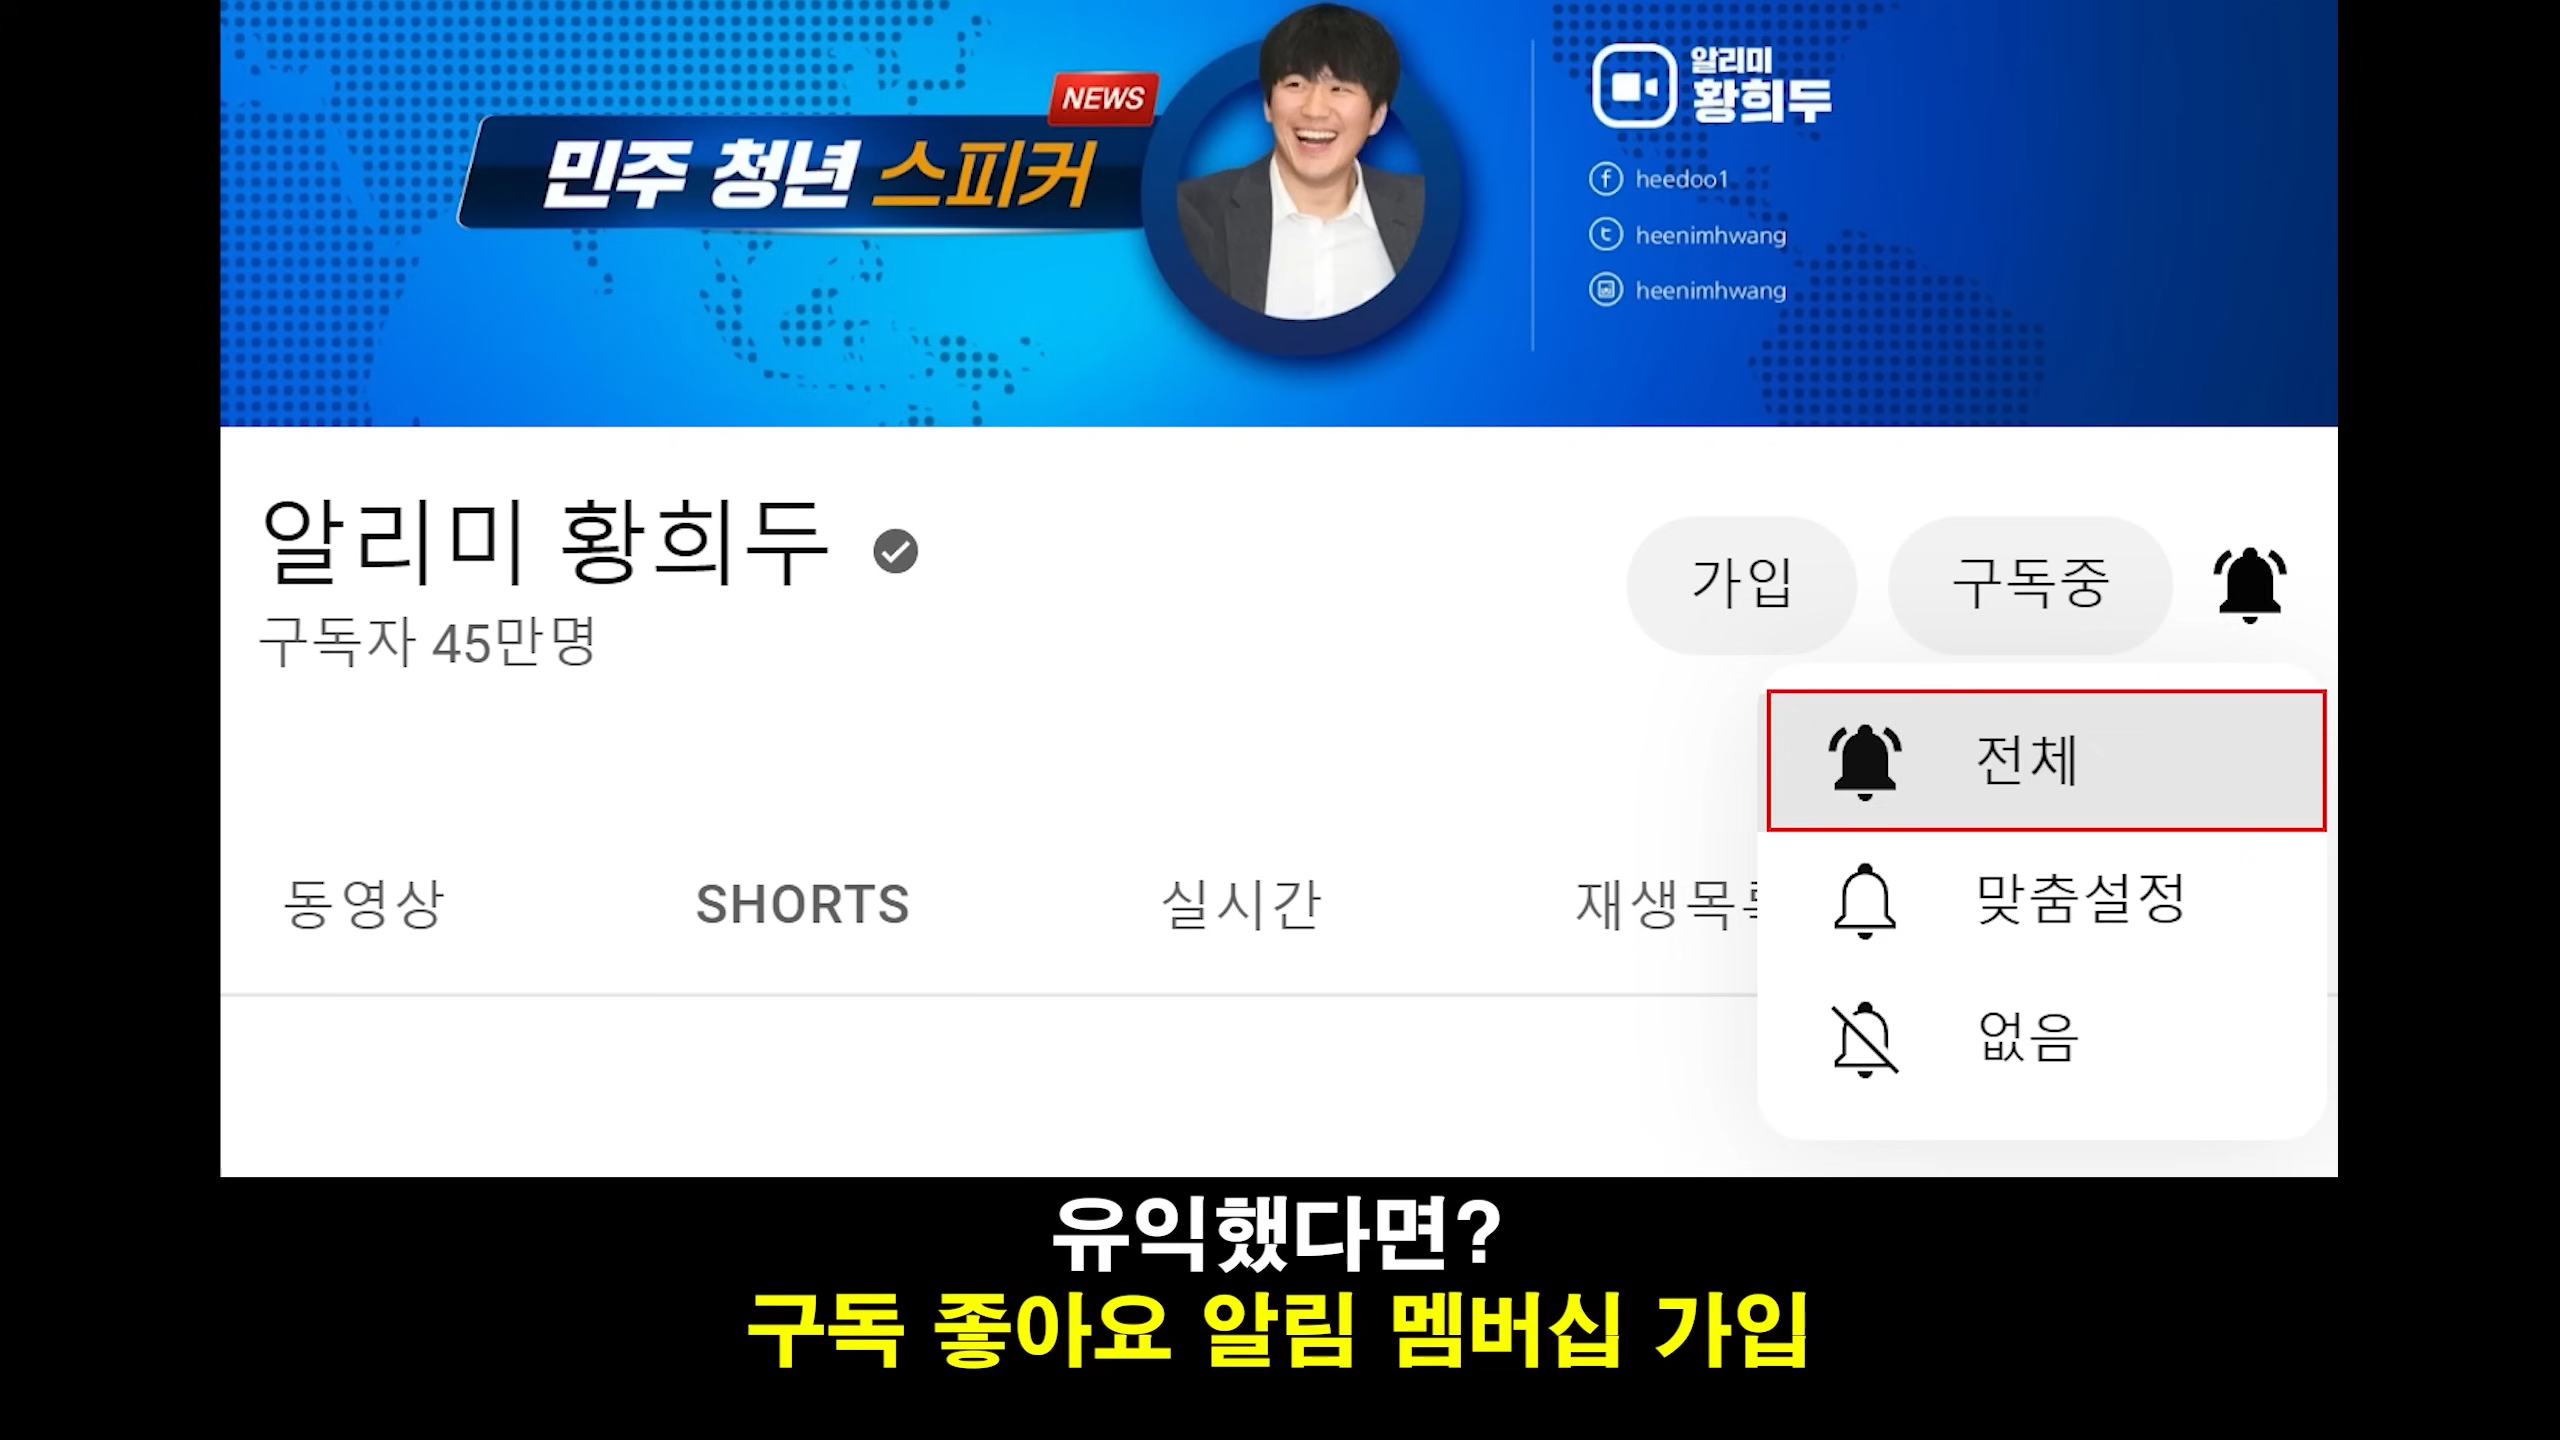 NEWS
민주 청년 스피커
알리미
황희두
heedoo1
heenimhwang
heenimhwang
알리미 황희두
구독자 45만명
가입
구독중
전체
맞춤설정
없음
동영상
SHORTS
실시간
재생목
유익했다면?
구독 좋아요 알림 멤버십 가입